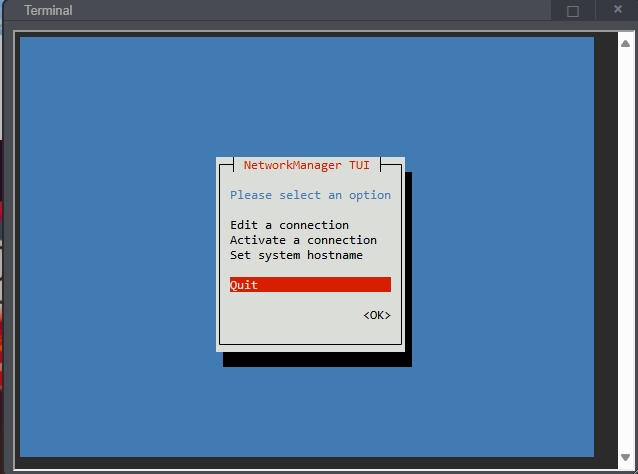 Terminal
NetworkManager TUI
Please select an option
Edit a connection
Activate a connection
Set system hostname
Quit
<OK>